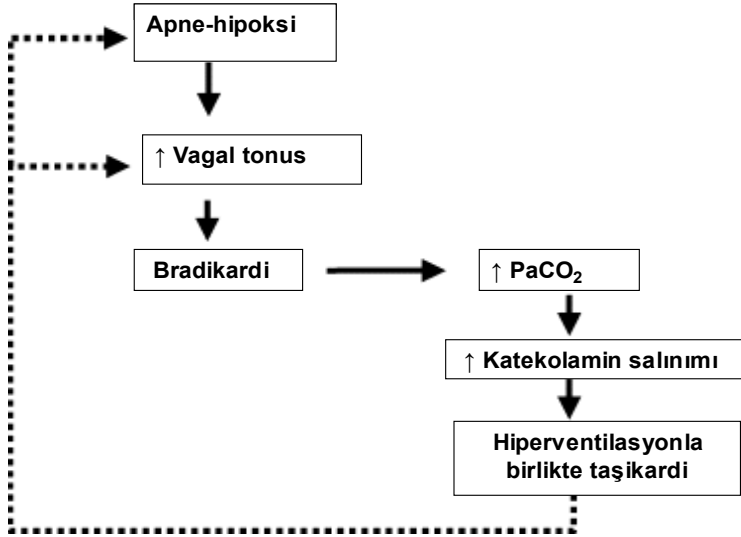 Apne-hipoksi
↑ Vagal tonus
Bradikardi
↑ PaCO₂
↑ Katekolamin salınımı
Hiperventilasyonla
birlikte taşikardi